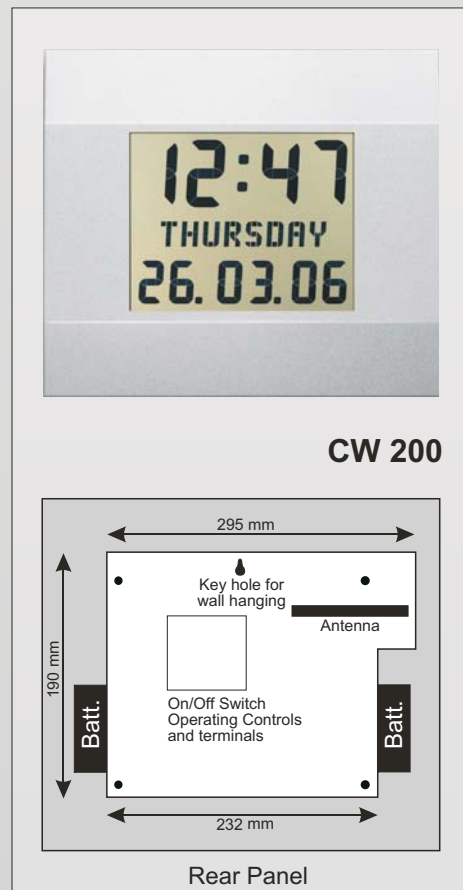 12:47
THURSDAY
26.03.06
CW 200
295 mm
Key hole for
wall hanging
Antenna
190 mm
Batt.
On/Off Switch
Operating Controls
and terminals
Batt.
232 mm
Rear Panel